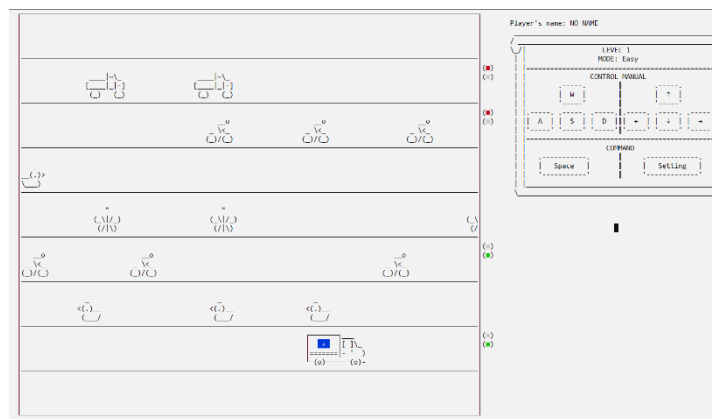 Player's name: NO NAME
LEVEL 1
MODE: Easy
CONTROL MANUAL
W ↑
A S D ← ↓ →
COMMAND
Space Setting